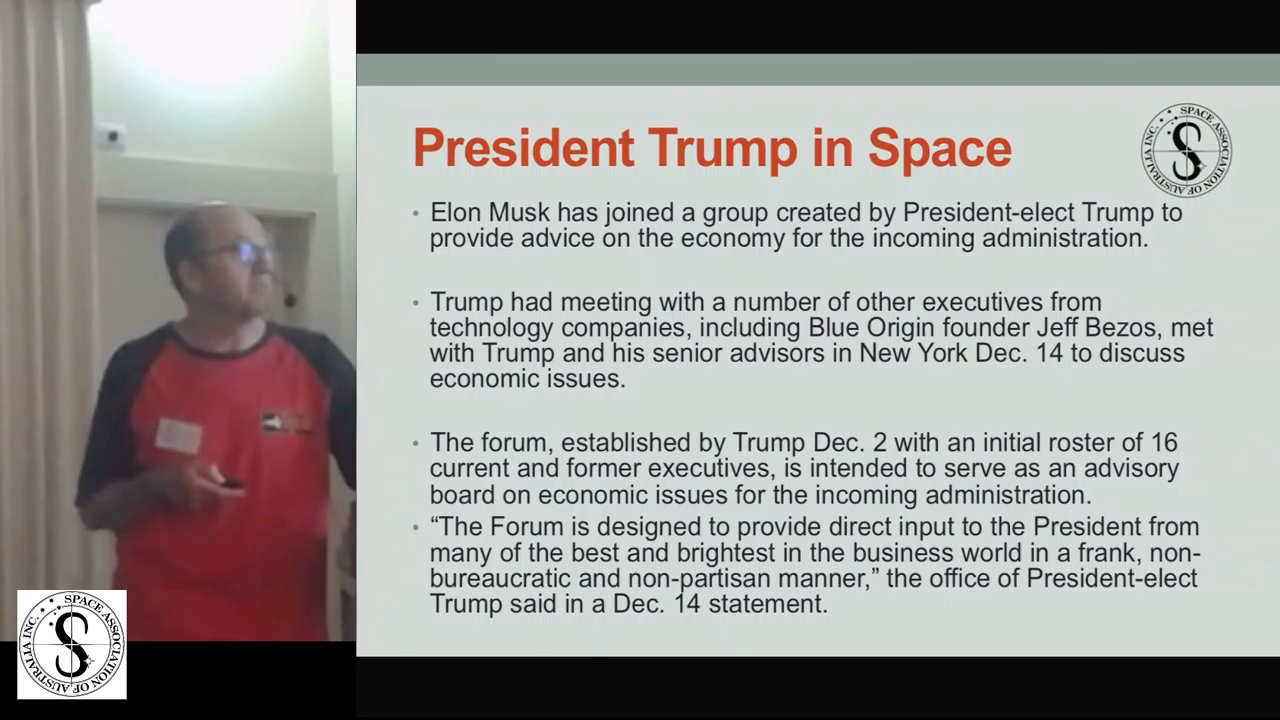 President Trump in Space
SPACE ASSOCIATION OF AUSTRALIA INC.
• Elon Musk has joined a group created by President-elect Trump to
provide advice on the economy for the incoming administration.
• Trump had meeting with a number of other executives from
technology companies, including Blue Origin founder Jeff Bezos, met
with Trump and his senior advisors in New York Dec. 14 to discuss
economic issues.
• The forum, established by Trump Dec. 2 with an initial roster of 16
current and former executives, is intended to serve as an advisory
board on economic issues for the incoming administration.
• “The Forum is designed to provide direct input to the President from
many of the best and brightest in the business world in a frank, non-
bureaucratic and non-partisan manner,” the office of President-elect
Trump said in a Dec. 14 statement.
SPACE ASSOCIATION OF AUSTRALIA INC.